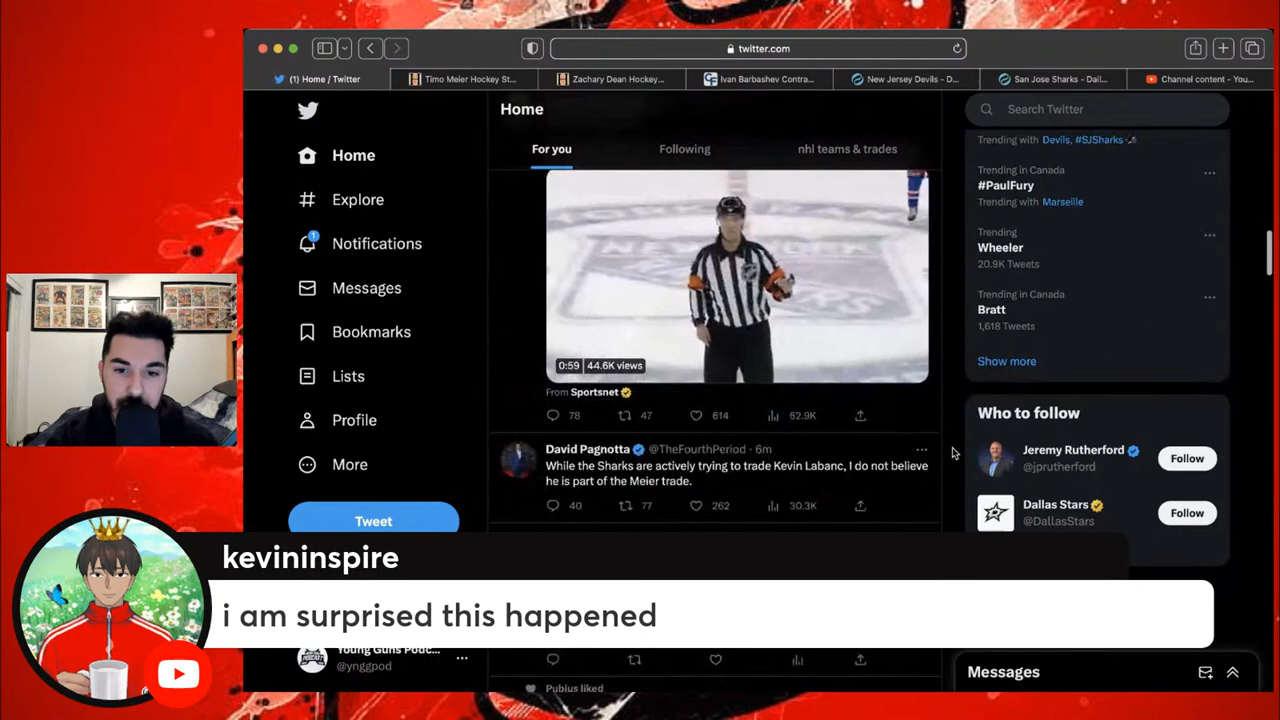 twitter.com
(1) Home / Twitter
Timo Meier Hockey St...
Zachary Dean Hockey...
Ivan Barbashev Contra...
New Jersey Devils - D...
San Jose Sharks - Dail...
Channel content - You...
Home
Explore
1
Notifications
Messages
Bookmarks
Lists
Profile
More
Tweet
Young Guns Podc...
@ynggpod
Home
For you
Following
nhl teams & trades
NEW YORK
0:59 44.6K views
From Sportsnet
78 47 614 62.9K
David Pagnotta @TheFourthPeriod · 6m
While the Sharks are actively trying to trade Kevin Labanc, I do not believe
he is part of the Meier trade.
40 77 262 30.3K
Pubius liked
Search Twitter
Trending with Devils, #SJSharks
Trending in Canada
#PaulFury
Trending with Marseille
Trending
Wheeler
20.9K Tweets
Trending in Canada
Bratt
1,618 Tweets
Show more
Who to follow
Jeremy Rutherford
@jprutherford
Follow
Dallas Stars
@DallasStars
Follow
Messages
kevininspire
i am surprised this happened